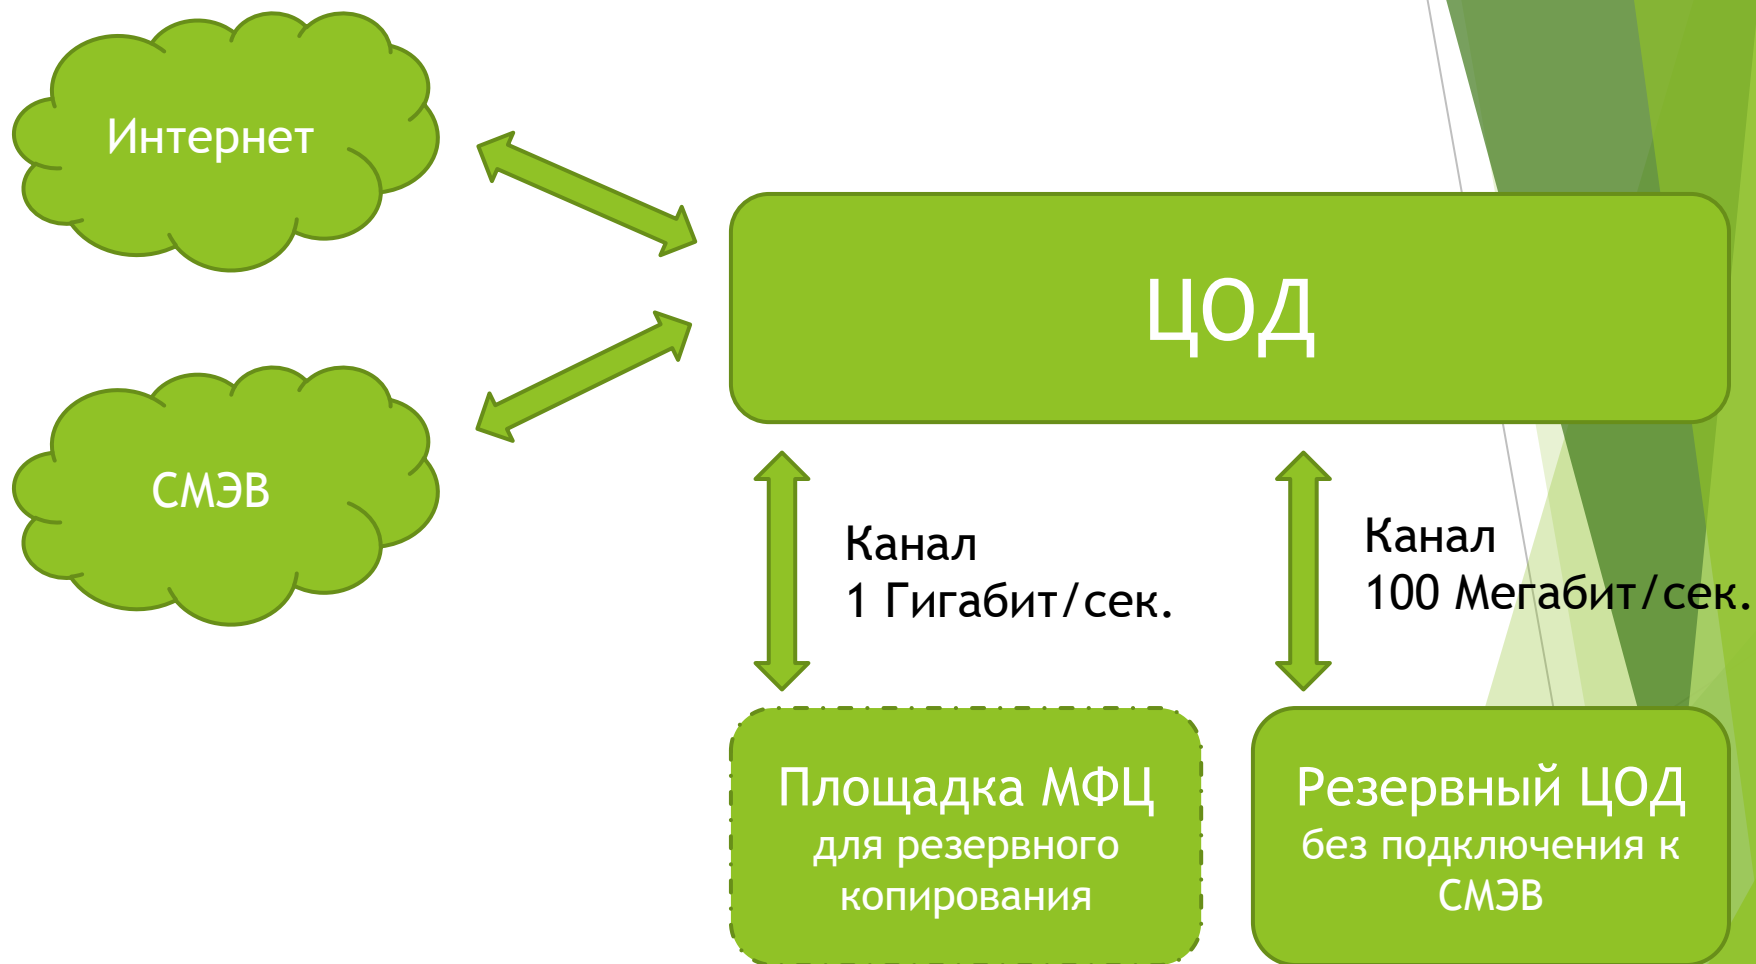 Интернет
ЦОД
СМЭВ
Канал
1 Гигабит/сек.
Канал
100 Мегабит/сек.
Площадка МФЦ
для резервного
копирования
Резервный ЦОД
без подключения к
СМЭВ